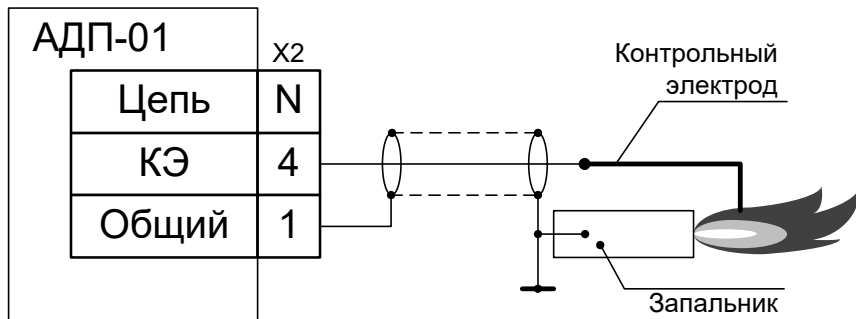 АДП-01
X2
Цепь N
КЭ 4
Общий 1
Контрольный
электрод
Запальник